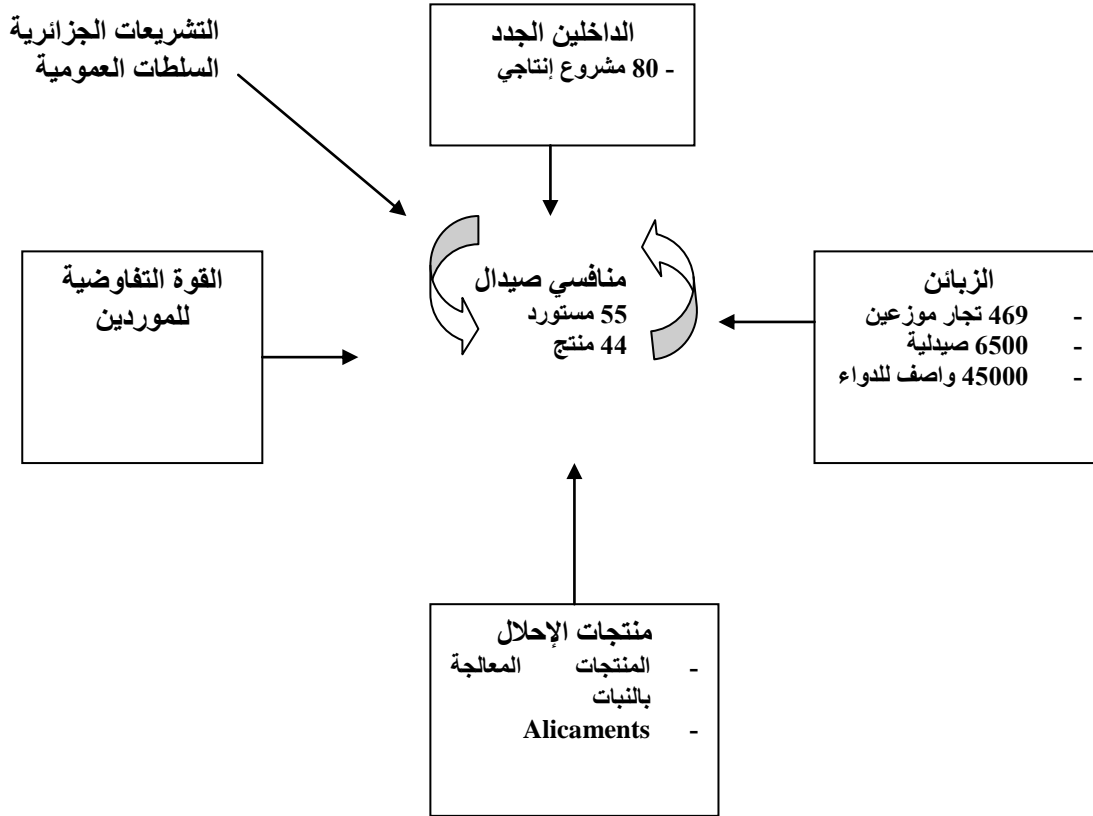 التشريعات الجزائرية
السلطات العمومية
الداخلين الجدد
- 80 مشروع إنتاجي
القوة التفاوضية
للموردين
منافسي صيدال
55 مستورد
44 منتج
الزبائن
- 469 تجار موزعين
- 6500 صيدلية
- 45000 واصف للدواء
منتجات الإحلال
- المنتجات المعالجة
بالنبات
- Alicaments